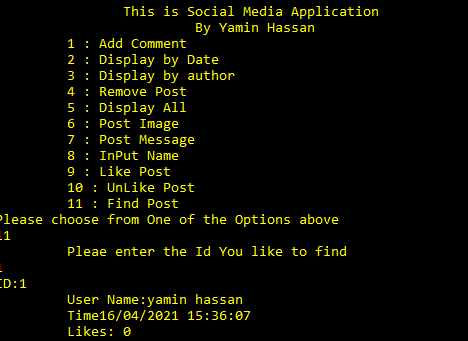 This is Social Media Application
By Yamin Hassan
1 : Add Comment
2 : Display by Date
3 : Display by author
4 : Remove Post
5 : Display All
6 : Post Image
7 : Post Message
8 : InPut Name
9 : Like Post
10 : UnLike Post
11 : Find Post
Please choose from One of the Options above
11
Pleae enter the Id You like to find
1
ID:1
User Name:yamin hassan
Time16/04/2021 15:36:07
Likes: 0